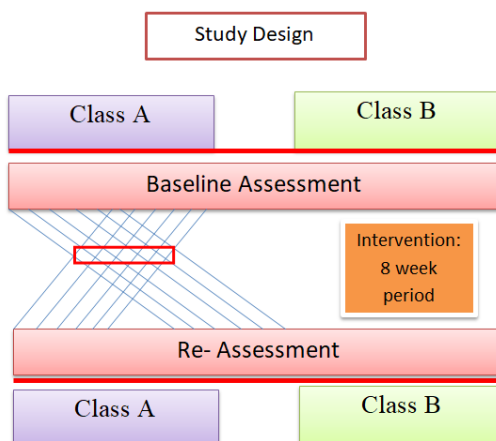 Study Design
Class A
Class B
Baseline Assessment
Intervention:
8 week
period
Re- Assessment
Class A
Class B